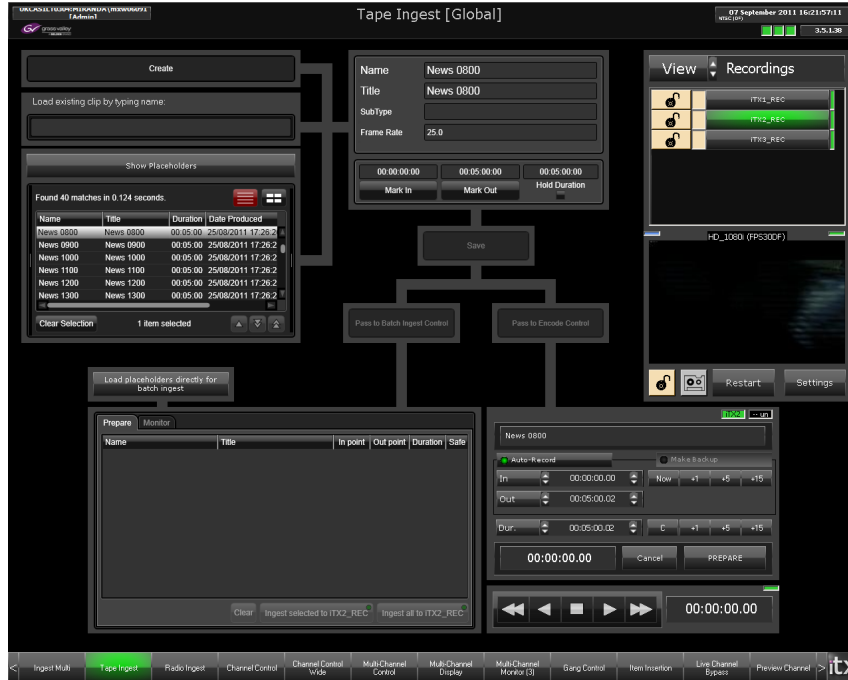 [Admin]
Tape Ingest [Global]
07 September 2011 16:21:57:11
NTSC (DF)
3.5.1.38
grass valley
Create
Load existing clip by typing name:
Show Placeholders
Found 40 matches in 0.124 seconds.
Name Title Duration Date Produced
News 0800 News 0800 00:05:00 25/08/2011 17:26:2
News 0900 News 0900 00:05:00 25/08/2011 17:26:2
News 1000 News 1000 00:05:00 25/08/2011 17:26:2
News 1100 News 1100 00:05:00 25/08/2011 17:26:2
News 1200 News 1200 00:05:00 25/08/2011 17:26:2
News 1300 News 1300 00:05:00 25/08/2011 17:26:2
Clear Selection 1 item selected
Name News 0800
Title News 0800
SubType
Frame Rate 25.0
00:00:00:00 00:05:00:00 00:05:00:00
Mark In Mark Out Hold Duration
Save
Pass to Batch Ingest Control Pass to Encode Control
View Recordings
iTX1_REC
iTX2_REC
iTX3_REC
HD_1080i (FPS30DF)
Restart Settings
Load placeholders directly for
batch ingest
Prepare Monitor
Name Title In point Out point Duration Safe
Clear Ingest selected to iTX2_REC Ingest all to iTX2_REC
iTX2 -- un
News 0800
Auto-Record Make Backup
In 00:00:00.00 Now +1 +5 +15
Out 00:05:00.02
Dur. 00:05:00.02 C +1 +5 +15
00:00:00.00 Cancel PREPARE
00:00:00.00
< Ingest Multi Tape Ingest Radio Ingest Channel Control Channel Control Wide Multi-Channel Control Multi-Channel Display Multi-Channel Monitor (3) Gang Control Item Insertion Live Channel Bypass Preview Channel > itx